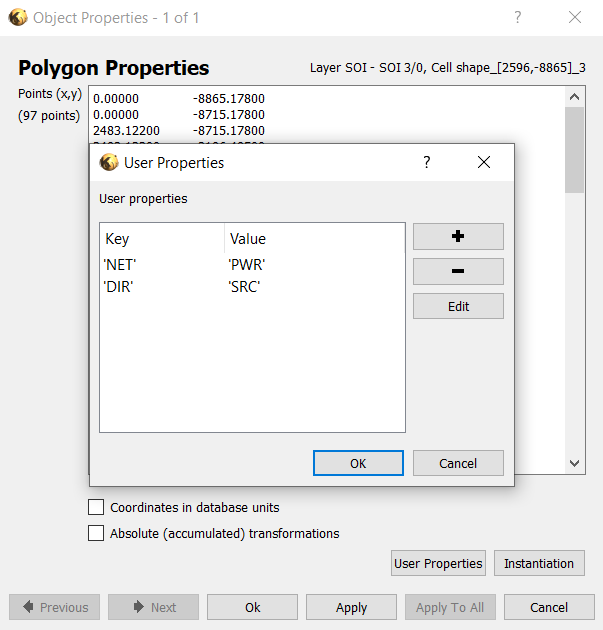 Object Properties - 1 of 1
Polygon Properties
Layer SOI - SOI 3/0, Cell shape_[2596,-8865]_3
Points (x,y)
(97 points)
0.00000 -8865.17800
0.00000 -8715.17800
2483.12200 -8715.17800
User Properties
User properties
Key Value
'NET' 'PWR'
'DIR' 'SRC'
Edit
OK Cancel
Coordinates in database units
Absolute (accumulated) transformations
User Properties Instantiation
Previous Next Ok Apply Apply To All Cancel